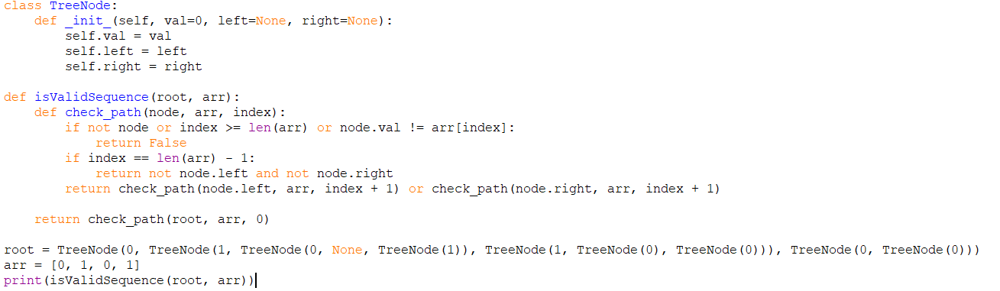 class TreeNode:
    def _init_(self, val=0, left=None, right=None):
        self.val = val
        self.left = left
        self.right = right

def isValidSequence(root, arr):
    def check_path(node, arr, index):
        if not node or index >= len(arr) or node.val != arr[index]:
            return False
        if index == len(arr) - 1:
            return not node.left and not node.right
        return check_path(node.left, arr, index + 1) or check_path(node.right, arr, index + 1)

    return check_path(root, arr, 0)

root = TreeNode(0, TreeNode(1, TreeNode(0, None, TreeNode(1)), TreeNode(1, TreeNode(0), TreeNode(0))), TreeNode(0, TreeNode(0)))
arr = [0, 1, 0, 1]
print(isValidSequence(root, arr))